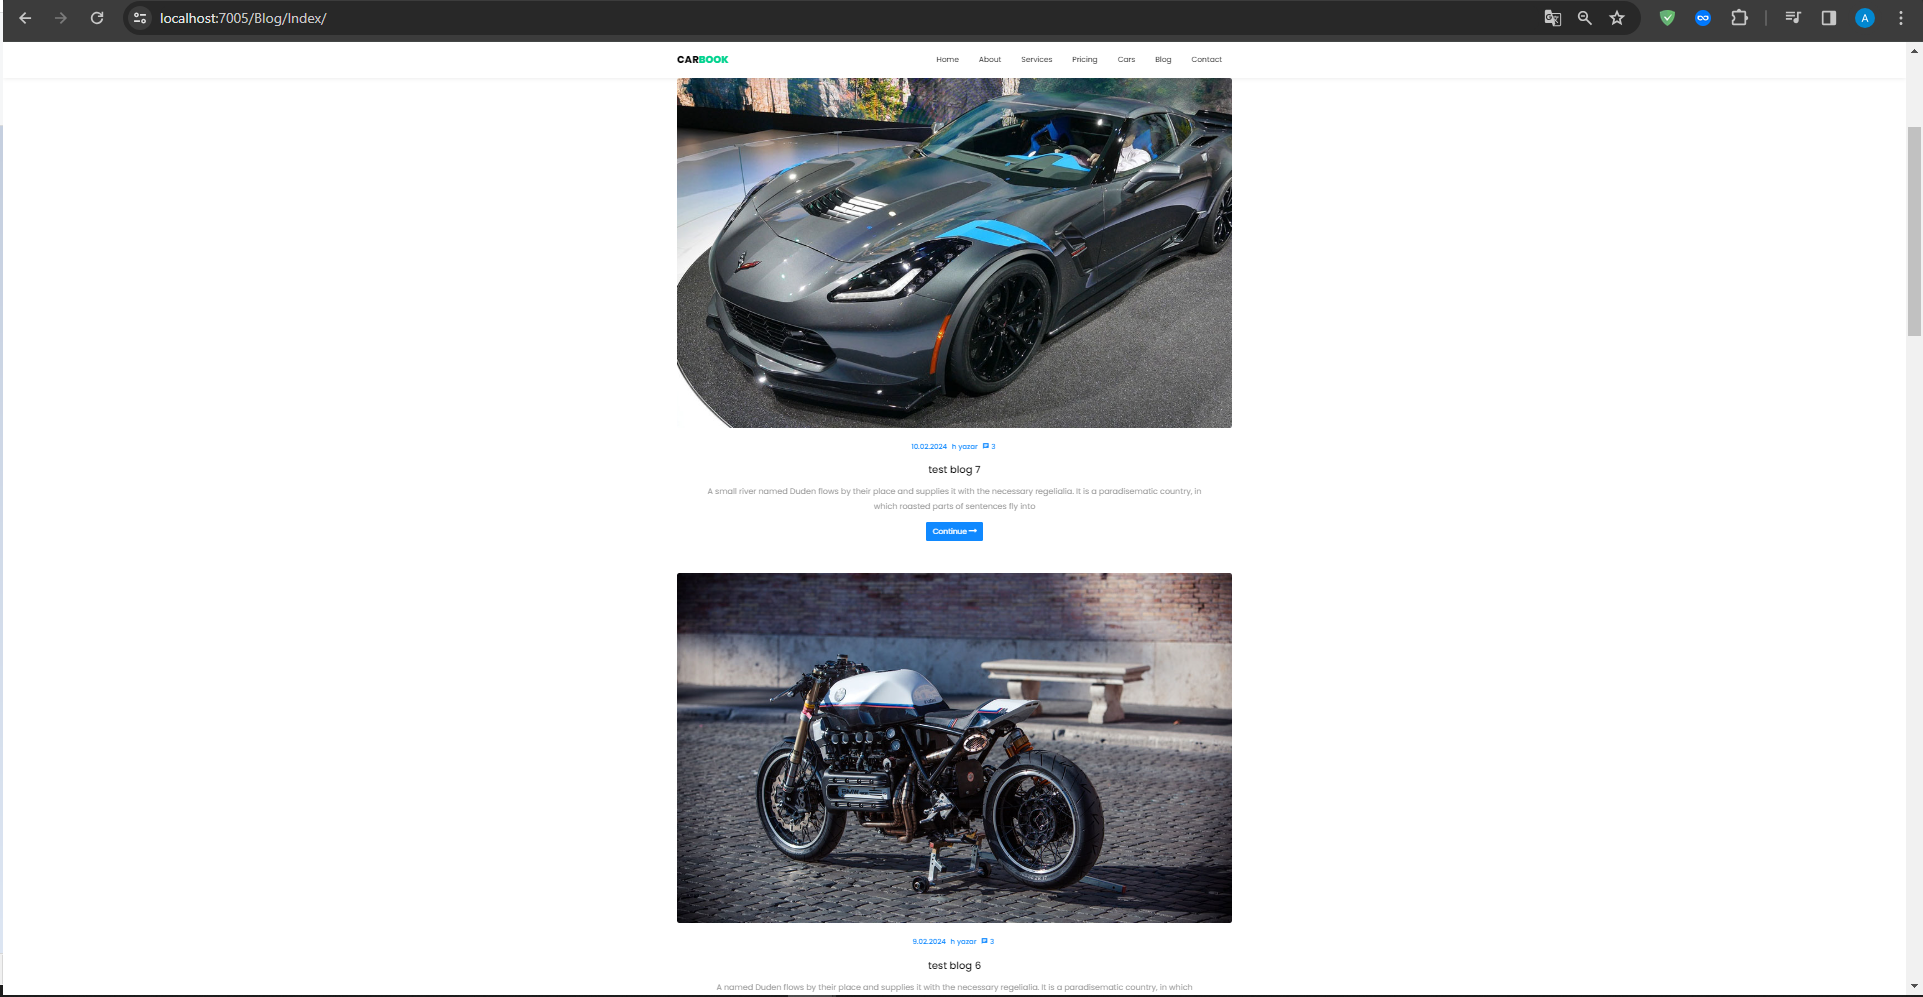 localhost:7005/Blog/Index/
A
CARBOOK
Home About Services Pricing Cars Blog Contact
10.02.2024 h yazar 3
test blog 7
A small river named Duden flows by their place and supplies it with the necessary regelialia. It is a paradisematic country, in
which roasted parts of sentences fly into
Continue
9.02.2024 h yazar 3
test blog 6
A named Duden flows by their place and supplies it with the necessary regelialia. It is a paradisematic country, in which